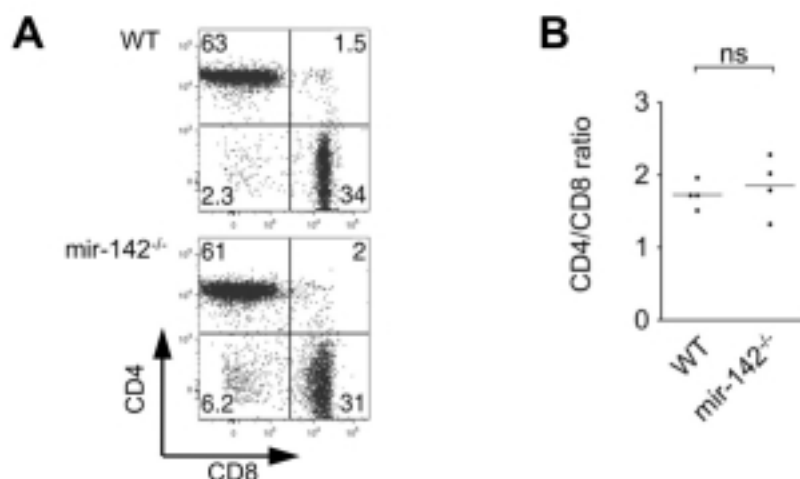 A
WT
63
1.5
2.3
34
mir-142-/-
61
2
6.2
31
CD4
CD8
B
ns
CD4/CD8 ratio
3
2
1
0
WT
mir-142-/-